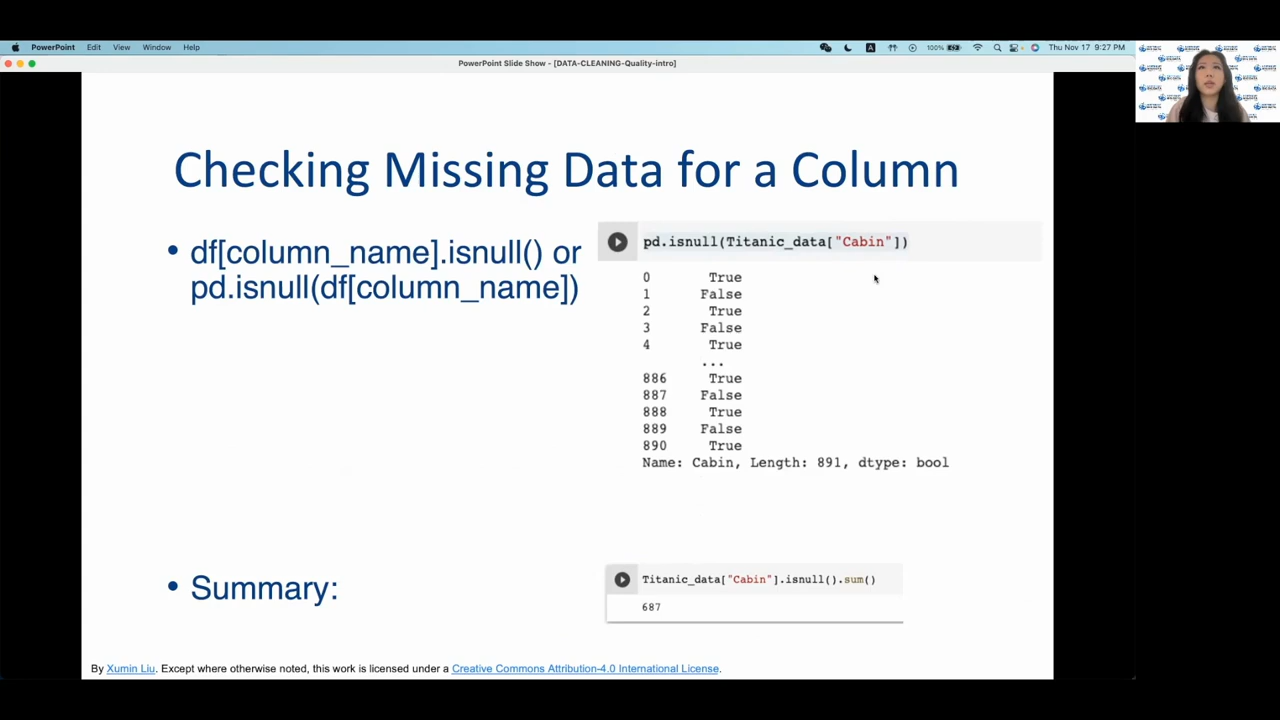 PowerPoint Edit View Window Help
100% Thu Nov 17 9:27 PM
PowerPoint Slide Show - [DATA-CLEANING-Quality-intro]
Checking Missing Data for a Column
• df[column_name].isnull() or
pd.isnull(df[column_name])
pd.isnull(Titanic_data["Cabin"])
0 True
1 False
2 True
3 False
4 True
...
886 True
887 False
888 True
889 False
890 True
Name: Cabin, Length: 891, dtype: bool
• Summary:
Titanic_data["Cabin"].isnull().sum()
687
By Xumin Liu. Except where otherwise noted, this work is licensed under a Creative Commons Attribution-4.0 International License.